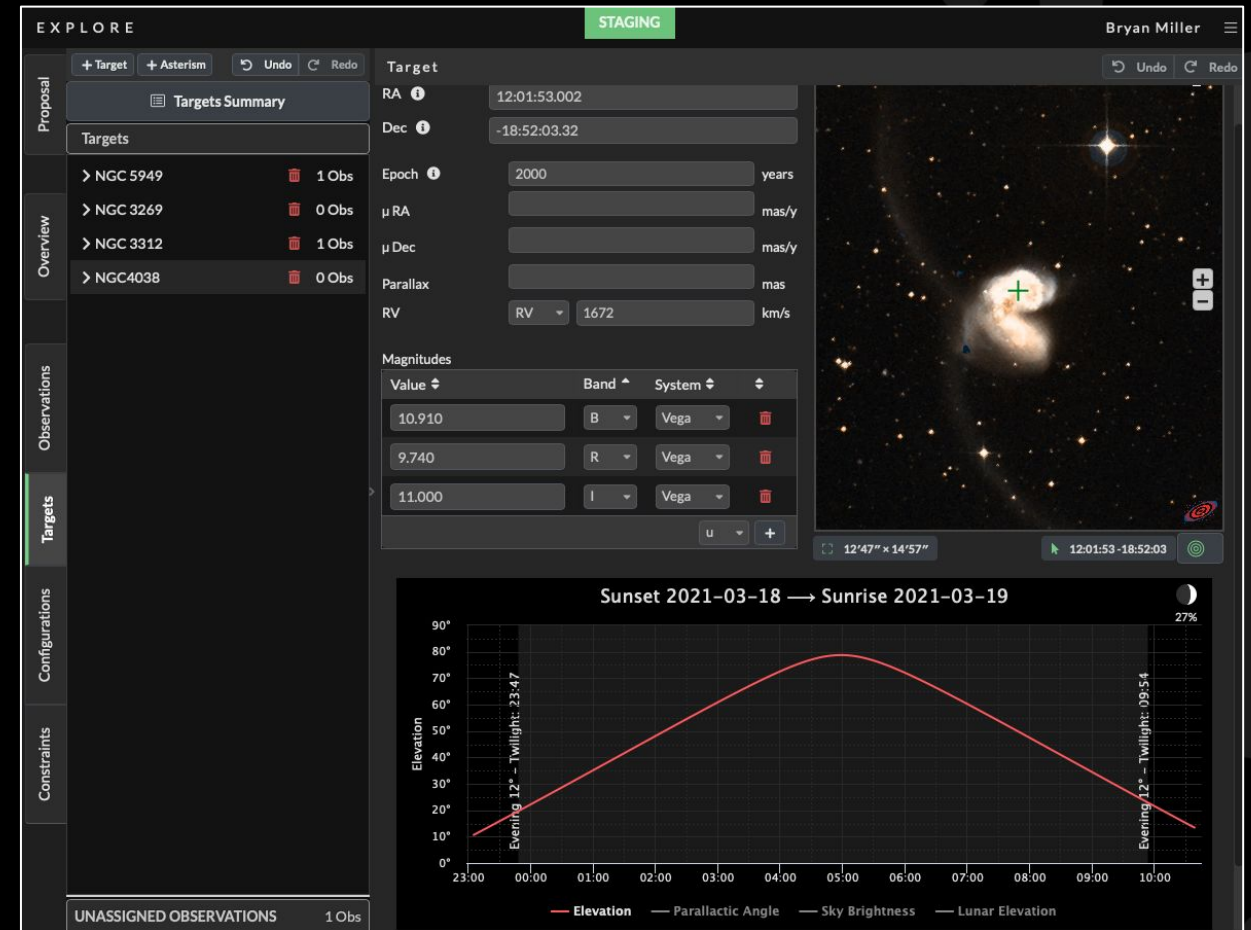 EXPLORE
STAGING
Bryan Miller
Proposal
Overview
Observations
Targets
Configurations
Constraints
+ Target
+ Asterism
Undo
Redo
Targets Summary
Targets
NGC 5949 1 Obs
NGC 3269 0 Obs
NGC 3312 1 Obs
NGC4038 0 Obs
UNASSIGNED OBSERVATIONS 1 Obs
Target
Undo
Redo
RA 12:01:53.002
Dec -18:52:03.32
Epoch 2000 years
µ RA mas/y
µ Dec mas/y
Parallax mas
RV RV 1672 km/s
Magnitudes
Value Band System
10.910 B Vega
9.740 R Vega
11.000 I Vega
u +
+
−
12'47" × 14'57"
12:01:53 -18:52:03
Sunset 2021–03–18 → Sunrise 2021–03–19
27%
Elevation
90°
80°
70°
60°
50°
40°
30°
20°
10°
0°
Evening 12° – Twilight: 23:47
Evening 12° – Twilight: 09:54
23:00 00:00 01:00 02:00 03:00 04:00 05:00 06:00 07:00 08:00 09:00 10:00
Elevation Parallactic Angle Sky Brightness Lunar Elevation